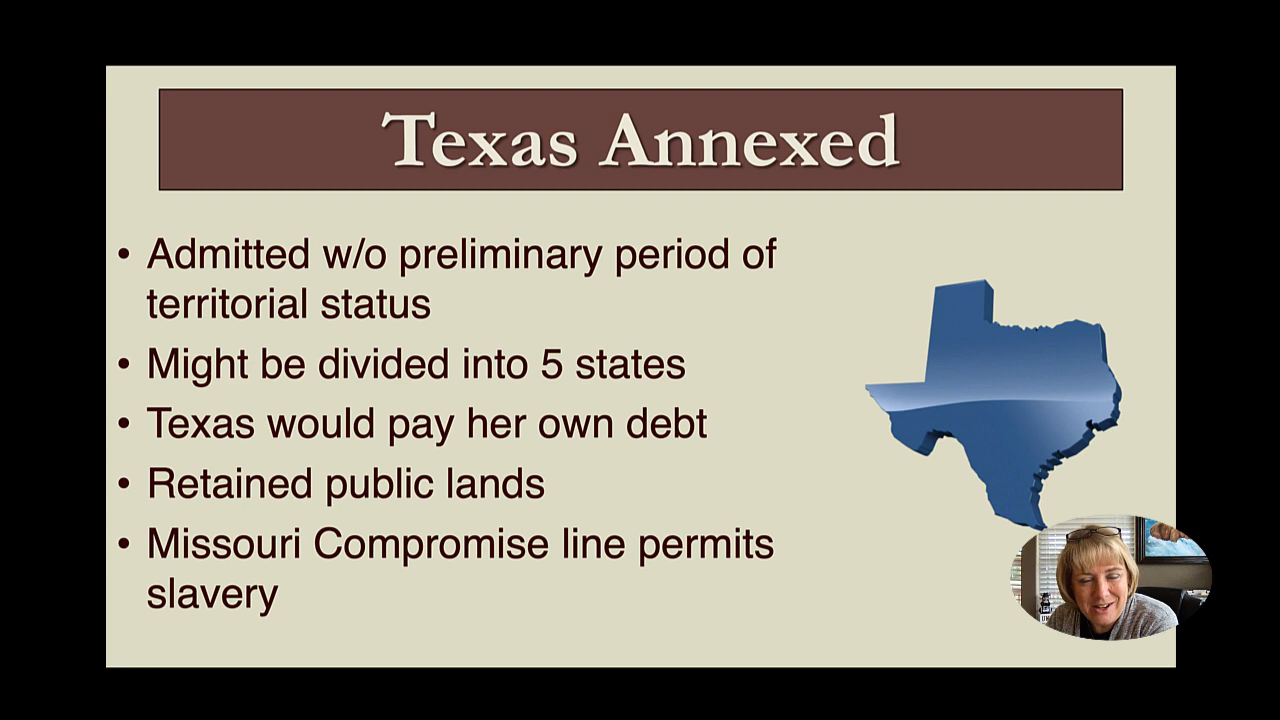 Texas Annexed
• Admitted w/o preliminary period of
territorial status
• Might be divided into 5 states
• Texas would pay her own debt
• Retained public lands
• Missouri Compromise line permits
slavery